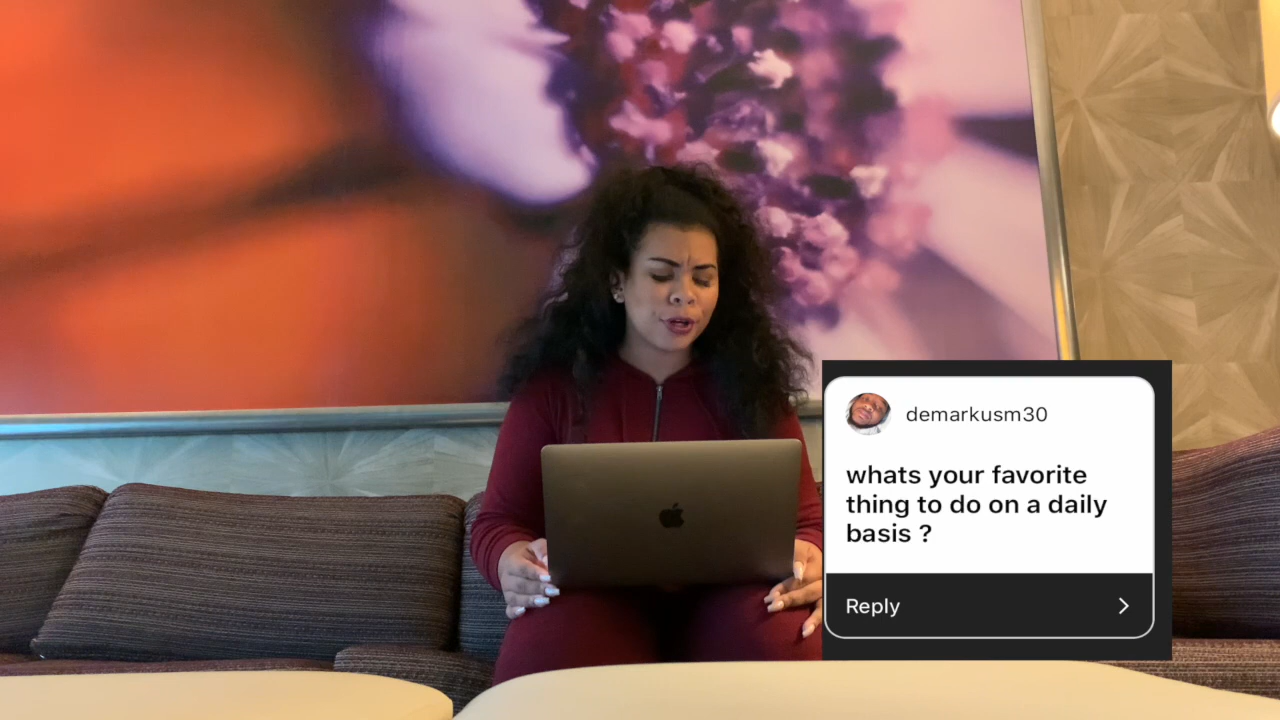 demarkusm30
whats your favorite
thing to do on a daily
basis ?
Reply